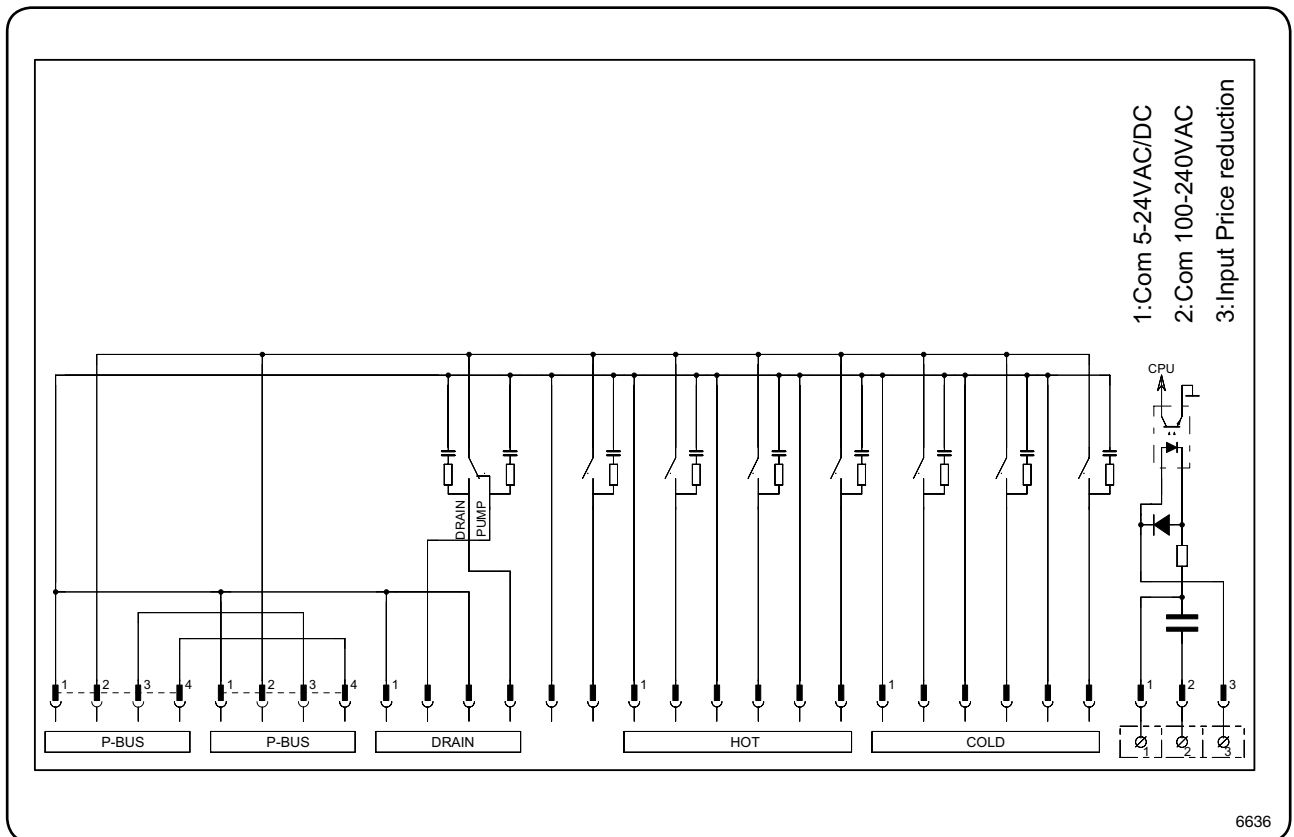 1:Com 5-24VAC/DC
2:Com 100-240VAC
3:Input Price reduction
CPU
DRAIN
PUMP
1 2 3 4 1 2 3 4 1 1 1 1 2 3
P-BUS P-BUS DRAIN HOT COLD
1 2 3
6636